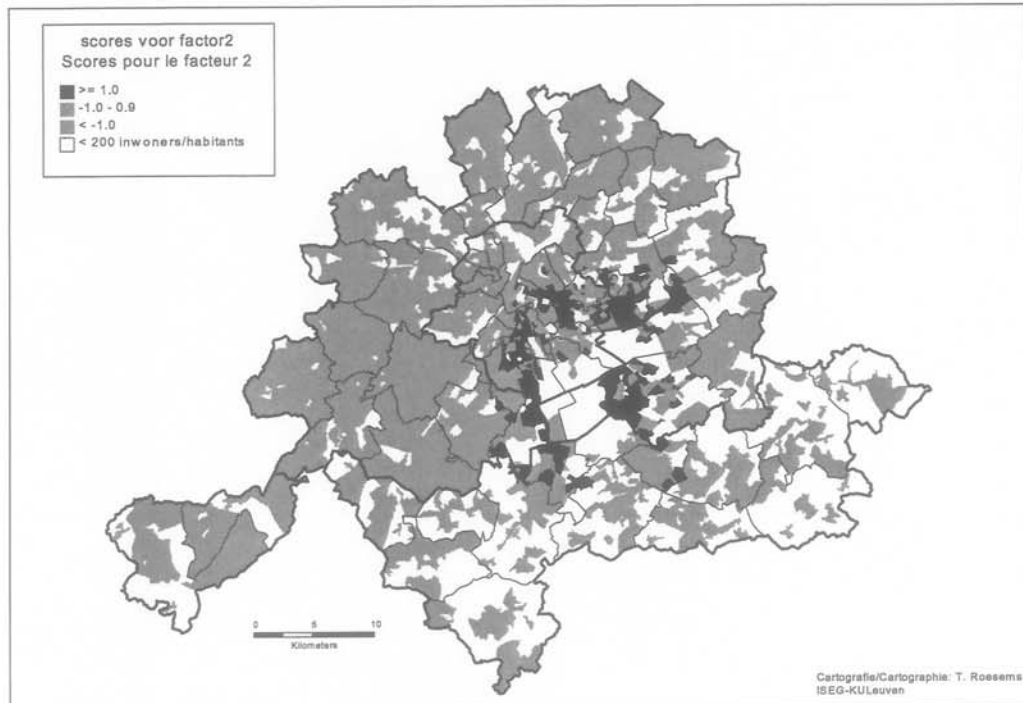 scores voor factor2
Scores pour le facteur 2
>= 1.0
-1.0 - 0.9
< -1.0
< 200 inwoners/habitants
0 5 10
Kilometers
Cartografie/Cartographie: T. Roesems
ISEG-KULeuven